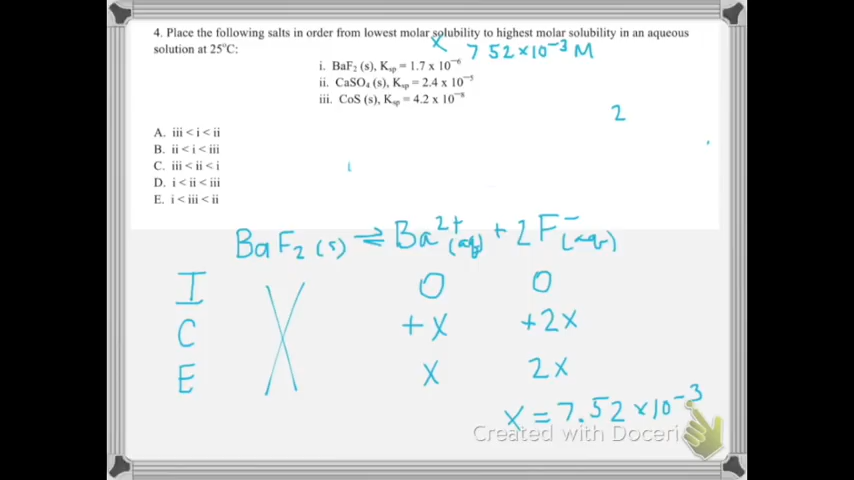 4. Place the following salts in order from lowest molar solubility to highest molar solubility in an aqueous
solution at 25°C:
x 7.52 x 10⁻³ M
i. BaF₂ (s), Kₛₚ = 1.7 x 10⁻⁶
ii. CaSO₄ (s), Kₛₚ = 2.4 x 10⁻⁵
iii. CoS (s), Kₛₚ = 4.2 x 10⁻⁸
2
A. iii < i < ii
B. ii < i < iii
C. iii < ii < i
D. i < ii < iii
E. i < iii < ii
BaF₂ (s) ⇌ Ba²⁺(aq) + 2F⁻(aq)
I 0 0
C +x +2x
E x 2x
x = 7.52 x 10⁻³
Created with Doceri